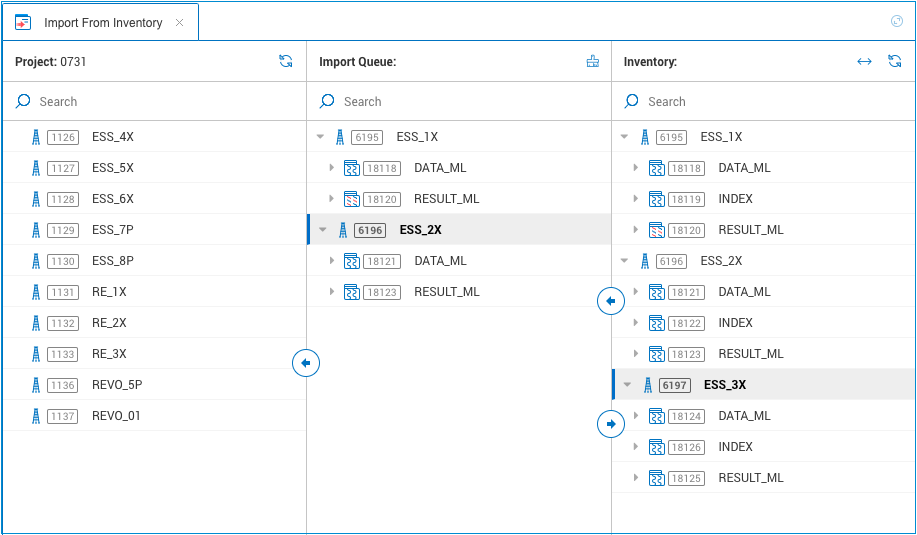 Import From Inventory
Project: 0731
Search
1126 ESS_4X
1127 ESS_5X
1128 ESS_6X
1129 ESS_7P
1130 ESS_8P
1131 RE_1X
1132 RE_2X
1133 RE_3X
1136 REVO_5P
1137 REVO_01
Import Queue:
Search
6195 ESS_1X
18118 DATA_ML
18120 RESULT_ML
6196 ESS_2X
18121 DATA_ML
18123 RESULT_ML
Inventory:
Search
6195 ESS_1X
18118 DATA_ML
18119 INDEX
18120 RESULT_ML
6196 ESS_2X
18121 DATA_ML
18122 INDEX
18123 RESULT_ML
6197 ESS_3X
18124 DATA_ML
18126 INDEX
18125 RESULT_ML